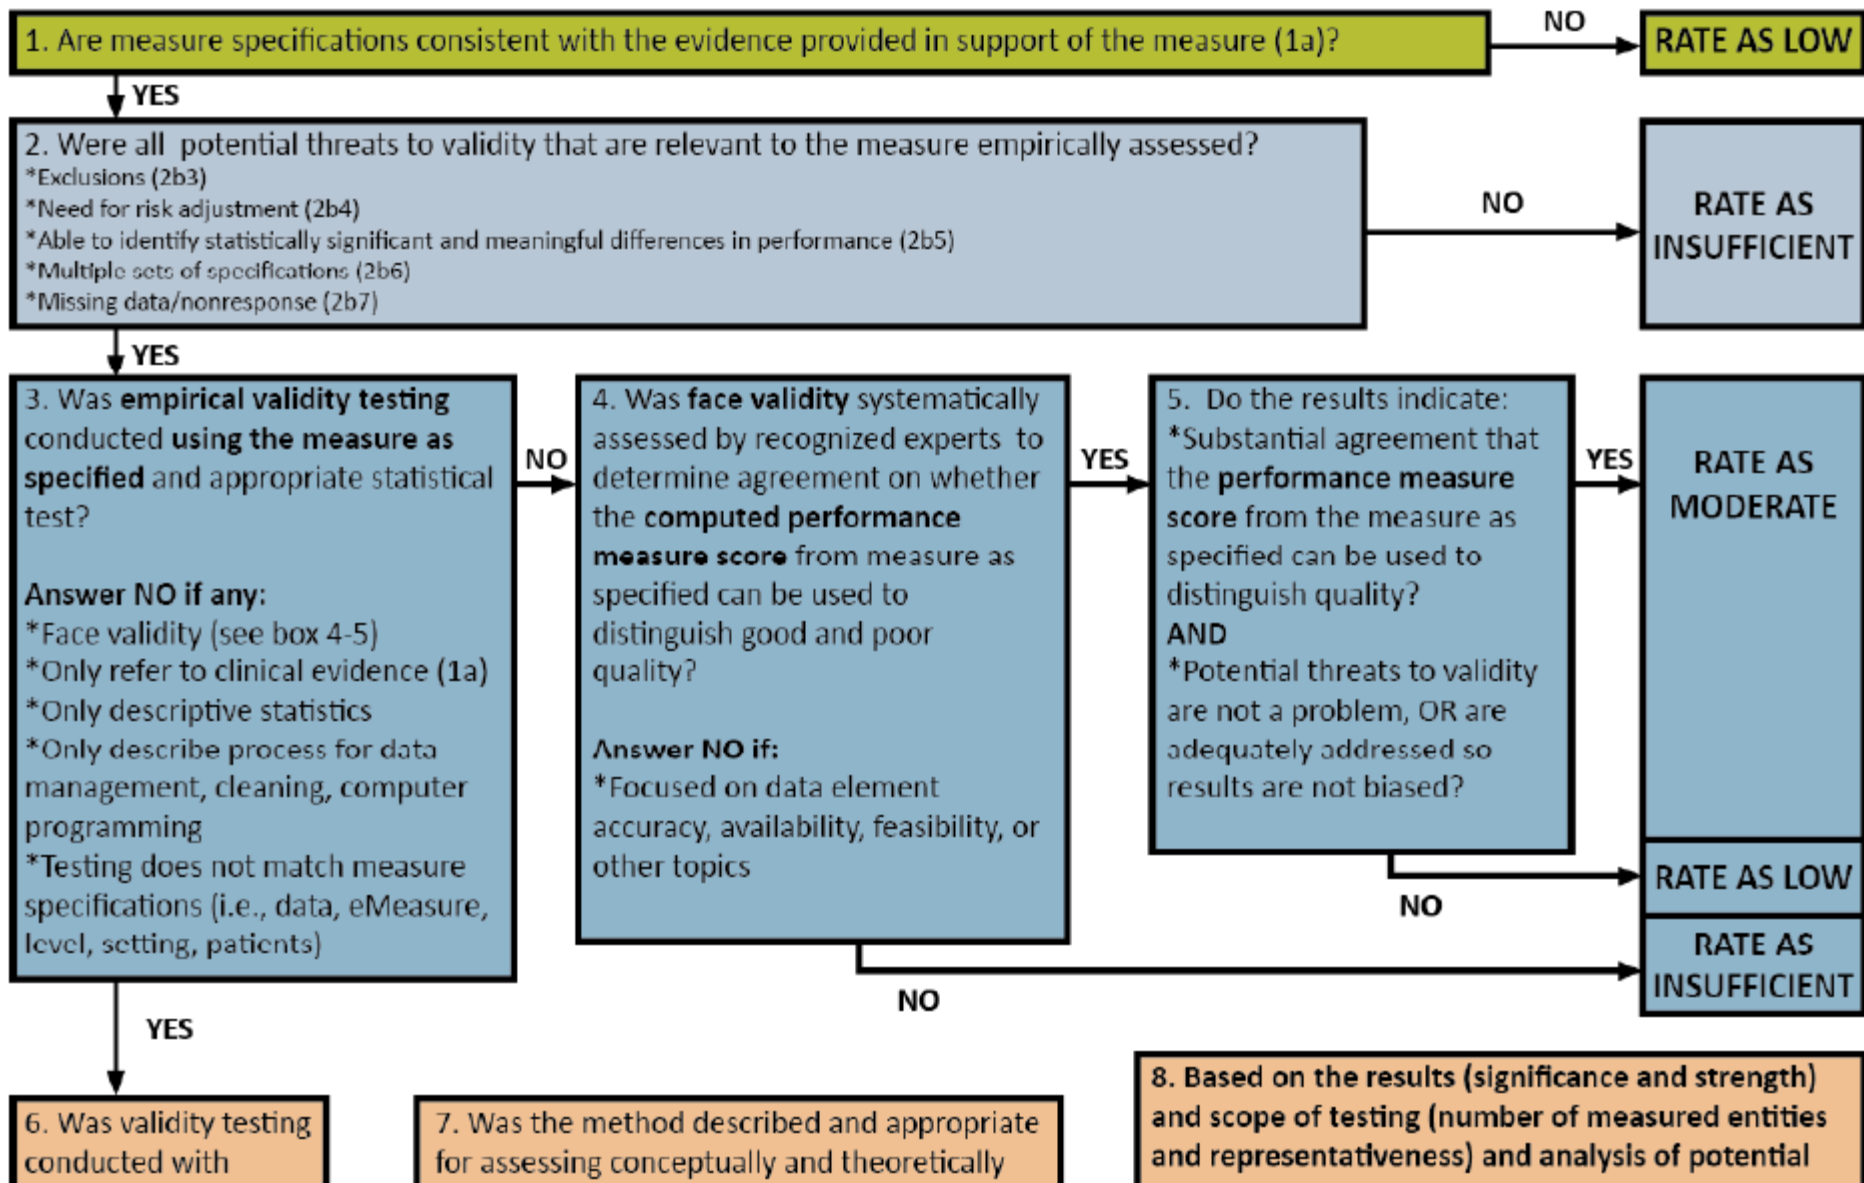 1. Are measure specifications consistent with the evidence provided in support of the measure (1a)?
NO
RATE AS LOW
YES
2. Were all potential threats to validity that are relevant to the measure empirically assessed?
*Exclusions (2b3)
*Need for risk adjustment (2b4)
*Able to identify statistically significant and meaningful differences in performance (2b5)
*Multiple sets of specifications (2b6)
*Missing data/nonresponse (2b7)
NO
RATE AS
INSUFFICIENT
YES
3. Was empirical validity testing
conducted using the measure as
specified and appropriate statistical
test?
Answer NO if any:
*Face validity (see box 4-5)
*Only refer to clinical evidence (1a)
*Only descriptive statistics
*Only describe process for data
management, cleaning, computer
programming
*Testing does not match measure
specifications (i.e., data, eMeasure,
level, setting, patients)
NO
4. Was face validity systematically
assessed by recognized experts to
determine agreement on whether
the computed performance
measure score from measure as
specified can be used to
distinguish good and poor
quality?
Answer NO if:
*Focused on data element
accuracy, availability, feasibility, or
other topics
YES
5. Do the results indicate:
*Substantial agreement that
the performance measure
score from the measure as
specified can be used to
distinguish quality?
AND
*Potential threats to validity
are not a problem, OR are
adequately addressed so
results are not biased?
YES
RATE AS
MODERATE
NO
RATE AS LOW
NO
RATE AS
INSUFFICIENT
YES
6. Was validity testing
conducted with
7. Was the method described and appropriate
for assessing conceptually and theoretically
8. Based on the results (significance and strength)
and scope of testing (number of measured entities
and representativeness) and analysis of potential